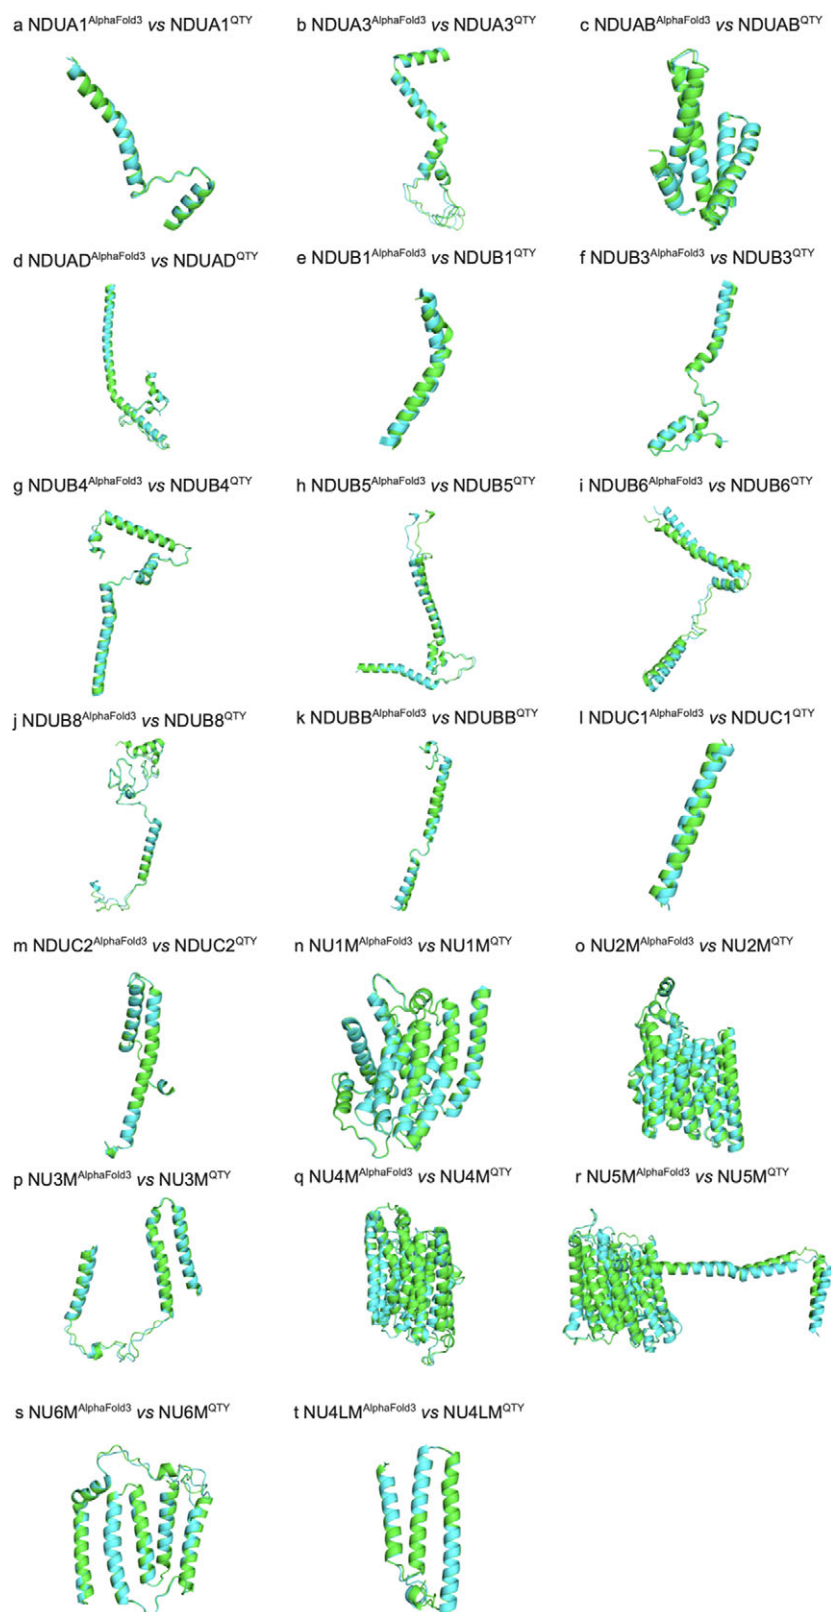 a NDUA1AlphaFold3 vs NDUA1QTY
b NDUA3AlphaFold3 vs NDUA3QTY
c NDUABAlphaFold3 vs NDUABQTY
d NDUADAlphaFold3 vs NDUADQTY
e NDUB1AlphaFold3 vs NDUB1QTY
f NDUB3AlphaFold3 vs NDUB3QTY
g NDUB4AlphaFold3 vs NDUB4QTY
h NDUB5AlphaFold3 vs NDUB5QTY
i NDUB6AlphaFold3 vs NDUB6QTY
j NDUB8AlphaFold3 vs NDUB8QTY
k NDUBBAlphaFold3 vs NDUBBQTY
l NDUC1AlphaFold3 vs NDUC1QTY
m NDUC2AlphaFold3 vs NDUC2QTY
n NU1MAlphaFold3 vs NU1MQTY
o NU2MAlphaFold3 vs NU2MQTY
p NU3MAlphaFold3 vs NU3MQTY
q NU4MAlphaFold3 vs NU4MQTY
r NU5MAlphaFold3 vs NU5MQTY
s NU6MAlphaFold3 vs NU6MQTY
t NU4LMAlphaFold3 vs NU4LMQTY